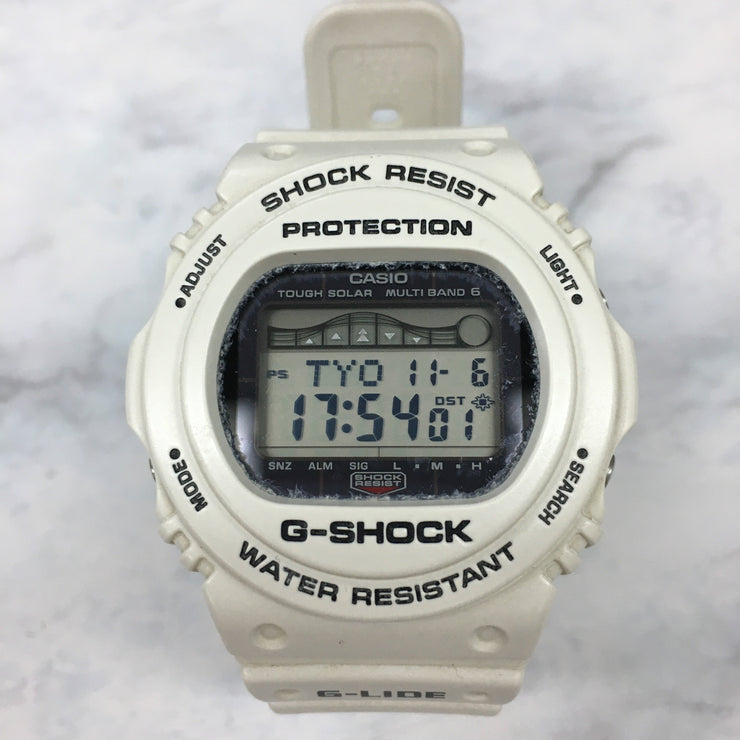 SHOCK RESIST
PROTECTION
ADJUST
LIGHT
CASIO
TOUGH SOLAR MULTI BAND 6
PS TYO 11-6
17:54 DST 01
SNZ ALM SIG L M H
SHOCK RESIST
MODE
SEARCH
G-SHOCK
WATER RESISTANT
G-LIDE